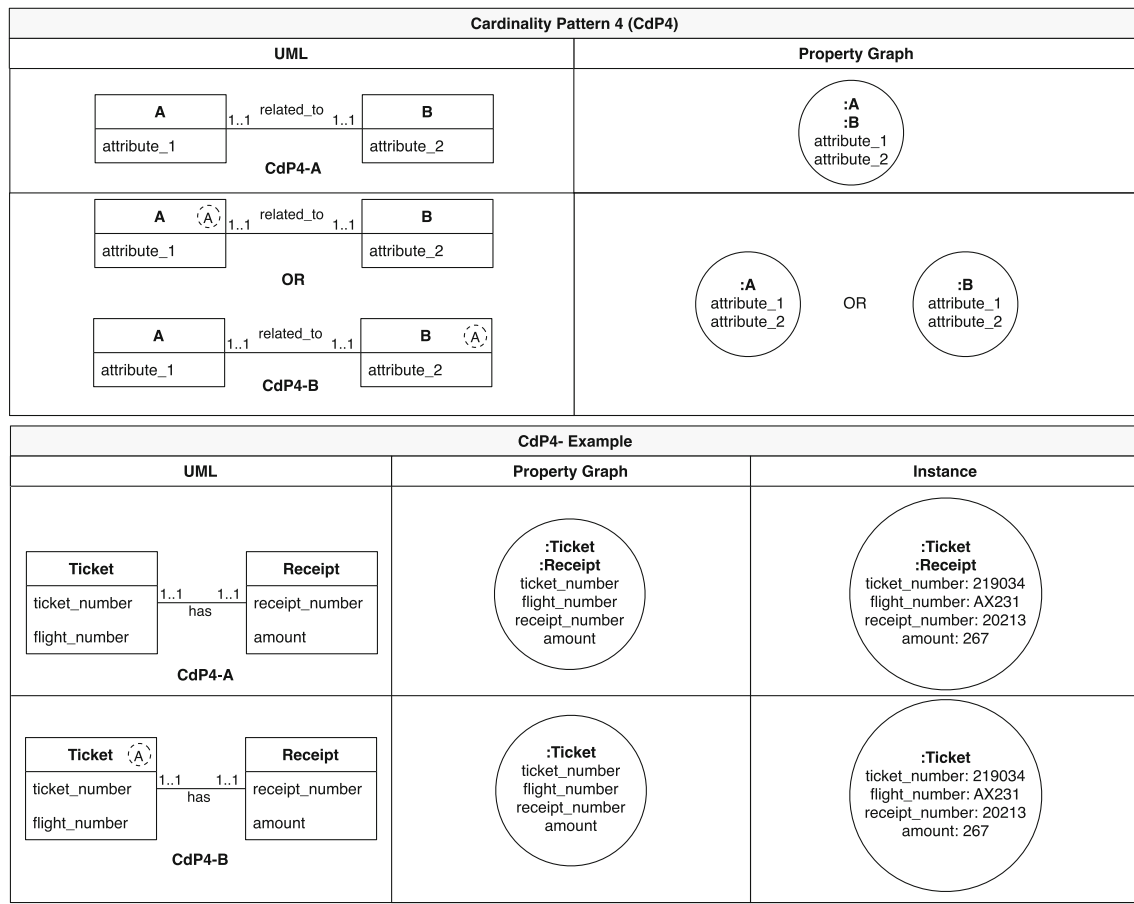 Cardinality Pattern 4 (CdP4)
UML
Property Graph
A
1..1 related_to 1..1
B
attribute_1
attribute_2
CdP4-A
:A
:B
attribute_1
attribute_2
A A
1..1 related_to 1..1
B
attribute_1
attribute_2
OR
A
1..1 related_to 1..1
B A
attribute_1
attribute_2
CdP4-B
:A
attribute_1
attribute_2
OR
:B
attribute_1
attribute_2
CdP4- Example
UML
Property Graph
Instance
Ticket
ticket_number
flight_number
1..1 1..1
has
Receipt
receipt_number
amount
CdP4-A
:Ticket
:Receipt
ticket_number
flight_number
receipt_number
amount
:Ticket
:Receipt
ticket_number: 219034
flight_number: AX231
receipt_number: 20213
amount: 267
Ticket A
ticket_number
flight_number
1..1 1..1
has
Receipt
receipt_number
amount
CdP4-B
:Ticket
ticket_number
flight_number
receipt_number
amount
:Ticket
ticket_number: 219034
flight_number: AX231
receipt_number: 20213
amount: 267